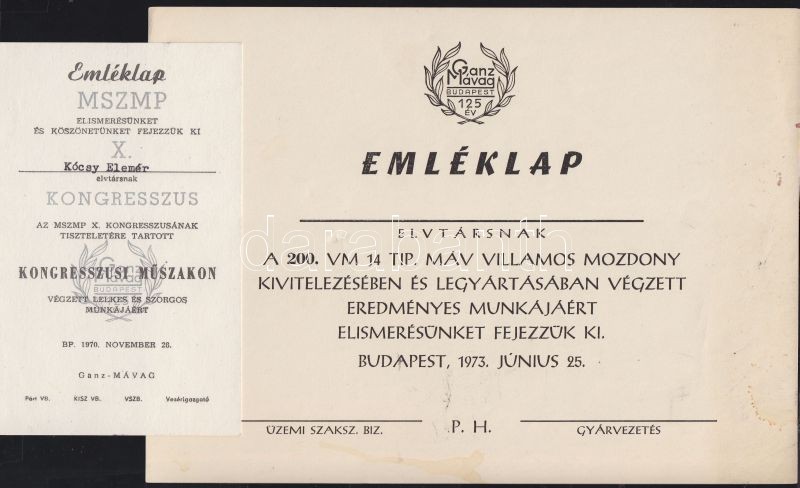 Emléklap
MSZMP
ELISMERÉSÜNKET
ÉS KÖSZÖNETÜNKET FEJEZZÜK KI
X.
Kócsy Elemér
elvtársnak
KONGRESSZUS
AZ MSZMP X. KONGRESSZUSÁNAK
TISZTELETÉRE TARTOTT
KONGRESSZUSI MŰSZAKON
VÉGZETT LELKES ÉS SZORGOS
MUNKÁJÁÉRT
BP. 1970. NOVEMBER 28.
Ganz-MÁVAG
Párt VB. KISZ VB. VSZB. Vezérigazgató
Ganz
Mávag
BUDAPEST
125
ÉV
EMLÉKLAP
ELVTÁRSNAK
A 200. VM 14 TIP. MÁV VILLAMOS MOZDONY
KIVITELEZÉSÉBEN ÉS LEGYÁRTÁSÁBAN VÉGZETT
EREDMÉNYES MUNKÁJÁÉRT
ELISMERÉSÜNKET FEJEZZÜK KI.
BUDAPEST, 1973. JÚNIUS 25.
ÜZEMI SZAKSZ. BIZ. P. H. GYÁRVEZETÉS
darabanth